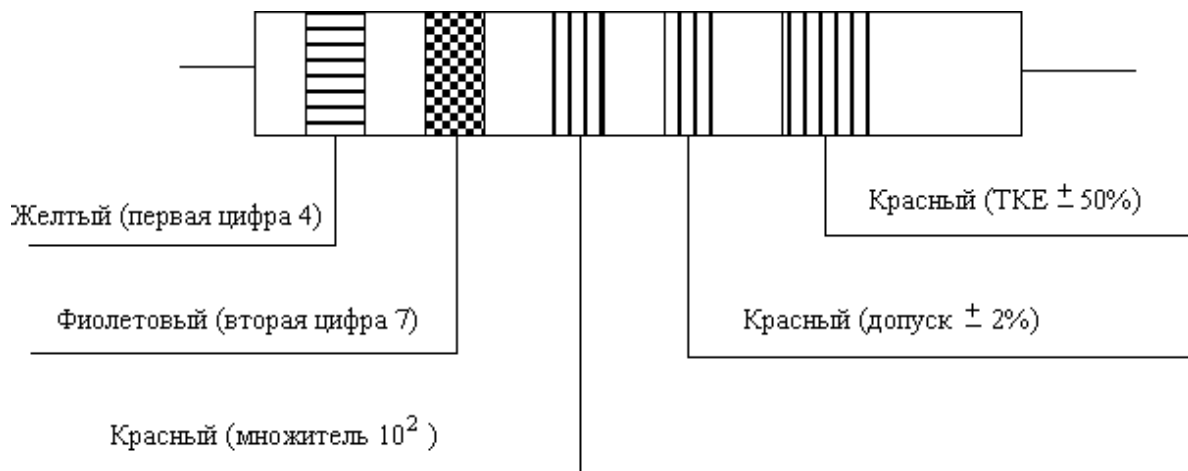 Красный (ТКЕ ± 50%)
Желтый (первая цифра 4)
Фиолетовый (вторая цифра 7)
Красный (допуск ± 2%)
Красный (множитель 10²)